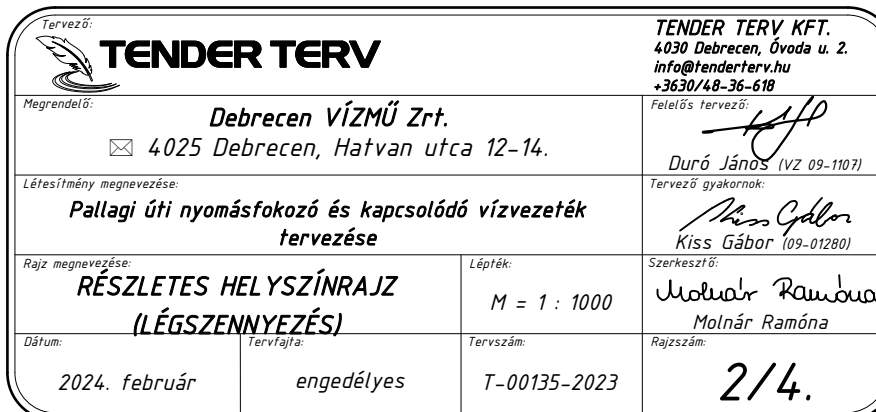 Tervező:
TENDER TERV
TENDER TERV KFT.
4030 Debrecen, Óvoda u. 2.
info@tenderterv.hu
+3630/48-36-618
Megrendelő:
Debrecen VÍZMŰ Zrt.
✉ 4025 Debrecen, Hatvan utca 12-14.
Felelős tervező:
Duró János (VZ 09-1107)
Létesítmény megnevezése:
Pallagi úti nyomásfokozó és kapcsolódó vízvezeték
tervezése
Tervező gyakornok:
Kiss Gábor
Kiss Gábor (09-01280)
Rajz megnevezése:
RÉSZLETES HELYSZÍNRAJZ
(LÉGSZENNYEZÉS)
Lépték:
M = 1 : 1000
Szerkesztő:
Molnár Ramóna
Molnár Ramóna
Dátum:
2024. február
Tervfajta:
engedélyes
Tervszám:
T-00135-2023
Rajzszám:
2/4.